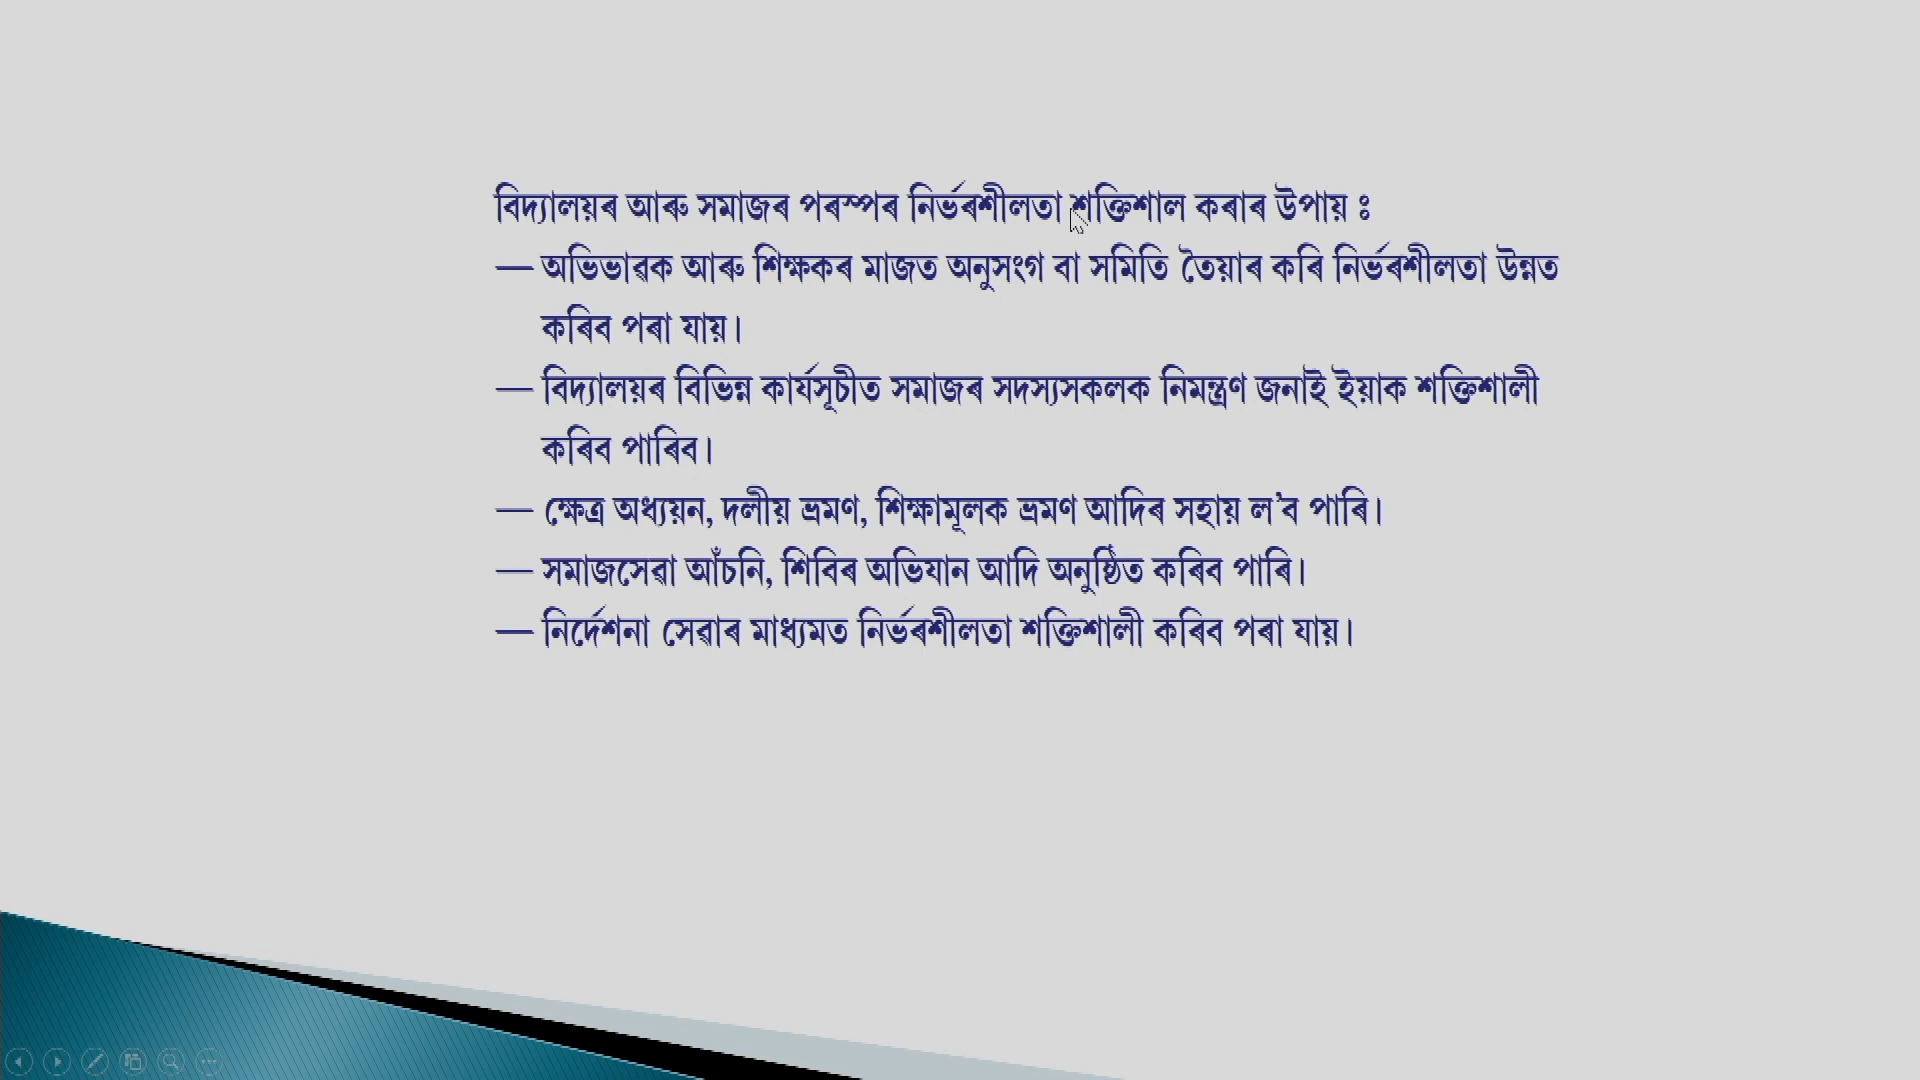 বিদ্যালয়ৰ আৰু সমাজৰ পৰস্পৰ নিৰ্ভৰশীলতা শক্তিশাল কৰাৰ উপায় ঃ
— অভিভাৱক আৰু শিক্ষকৰ মাজত অনুসংগ বা সমিতি তৈয়াৰ কৰি নিৰ্ভৰশীলতা উন্নত
কৰিব পৰা যায়।
— বিদ্যালয়ৰ বিভিন্ন কাৰ্যসূচীত সমাজৰ সদস্যসকলক নিমন্ত্ৰণ জনাই ইয়াক শক্তিশালী
কৰিব পাৰিব।
— ক্ষেত্ৰ অধ্যয়ন, দলীয় ভ্ৰমণ, শিক্ষামূলক ভ্ৰমণ আদিৰ সহায় ল'ব পাৰি।
— সমাজসেৱা আঁচনি, শিবিৰ অভিযান আদি অনুষ্ঠিত কৰিব পাৰি।
— নিৰ্দেশনা সেৱাৰ মাধ্যমত নিৰ্ভৰশীলতা শক্তিশালী কৰিব পৰা যায়।